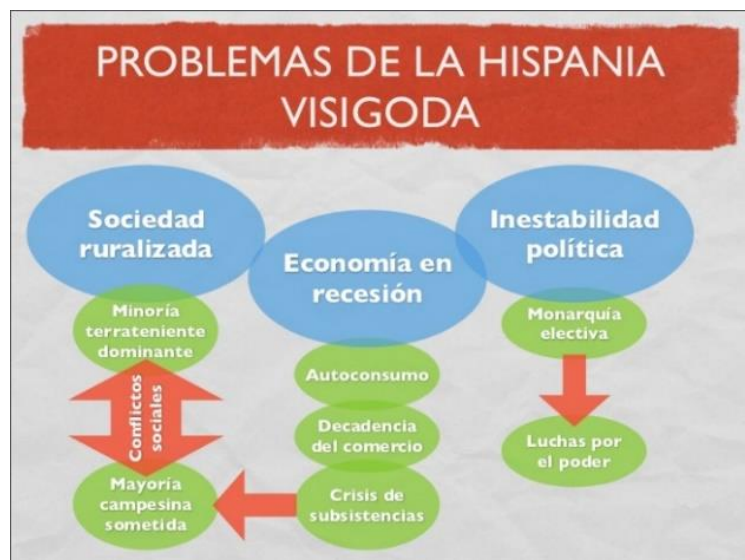 PROBLEMAS DE LA HISPANIA
VISIGODA
Sociedad
ruralizada
Minoría
terrateniente
dominante
Conflictos
sociales
Mayoría
campesina
sometida
Economía en
recesión
Autoconsumo
Decadencia
del comercio
Crisis de
subsistencias
Inestabilidad
política
Monarquía
electiva
Luchas por
el poder